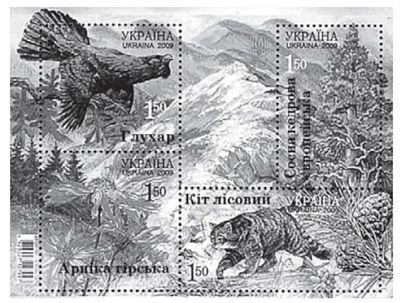 УКРАЇНА
UKRAINA 2009
1 50
Глухар
УКРАЇНА
UKRAINA 2009
1 50
Сосна кедрова
європейська
УКРАЇНА
UKRAINA 2009
1 50
Арніка гірська
Кіт лісовий
УКРАЇНА
UKRAINA 2009
1 50